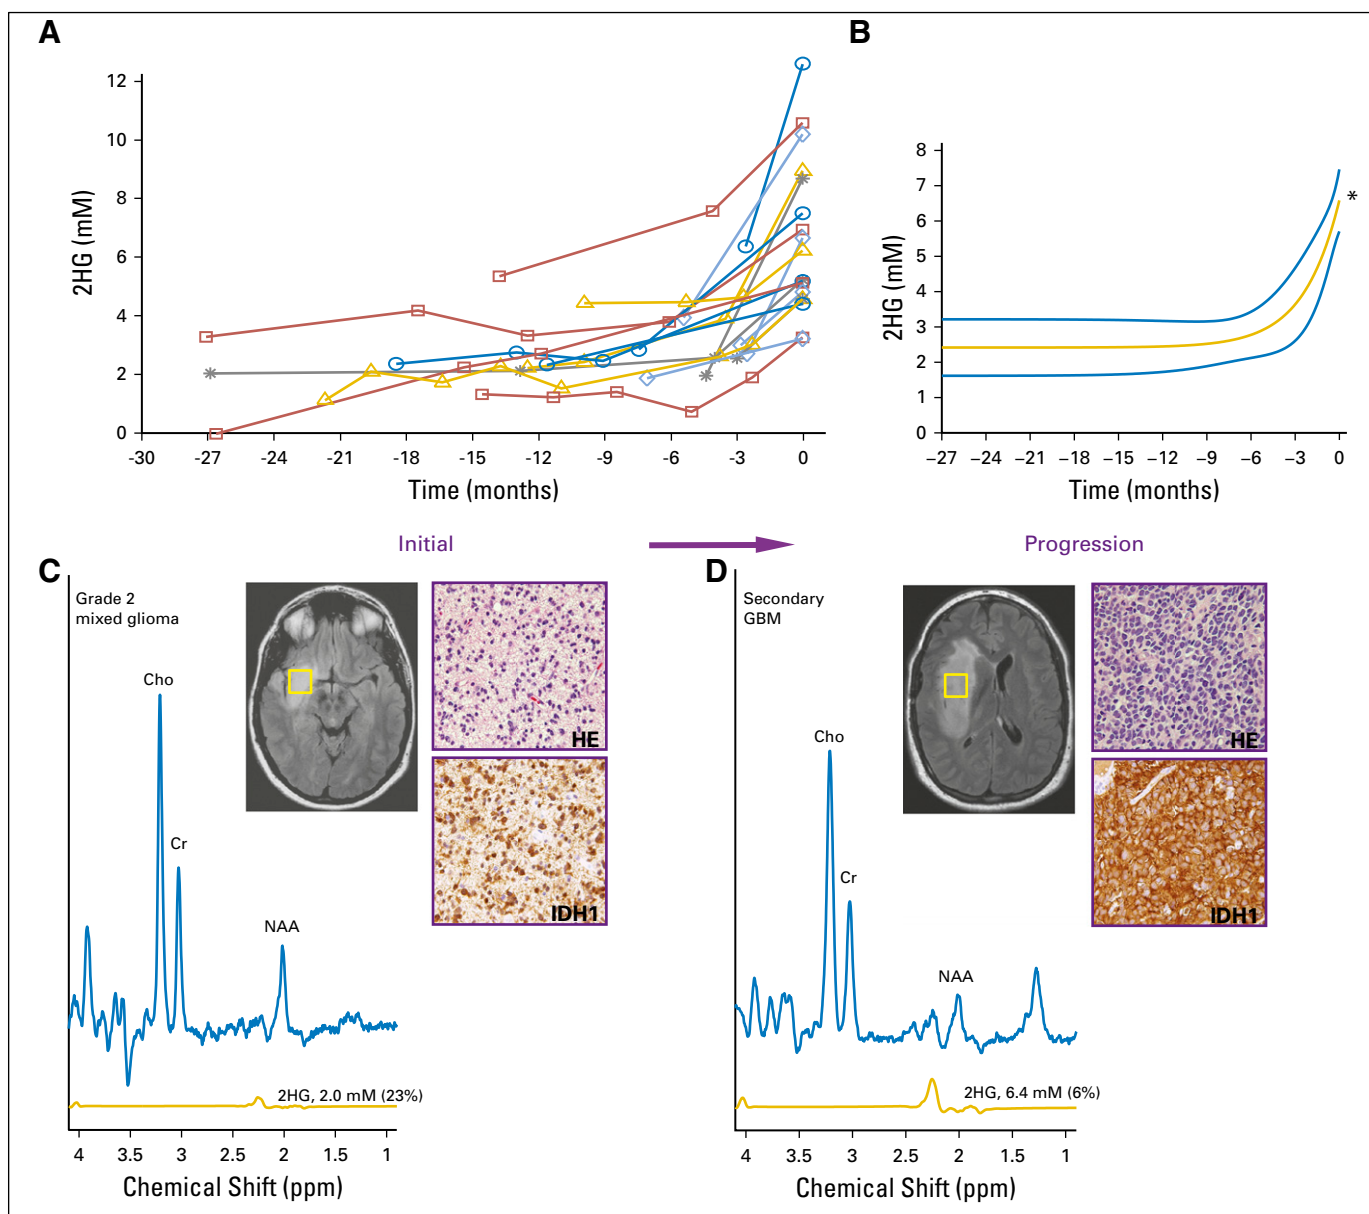 A
12
10
8
6
4
2
0
2HG (mM)
-30 -27 -24 -21 -18 -15 -12 -9 -6 -3 0
Time (months)
B
8
7
6
5
4
3
2
1
0
2HG (mM)
*
–27 –24 –21 –18 –15 –12 –9 –6 –3 0
Time (months)
Initial
Progression
C
Grade 2
mixed glioma
Cho
Cr
NAA
HE
IDH1
2HG, 2.0 mM (23%)
4 3.5 3 2.5 2 1.5 1
Chemical Shift (ppm)
D
Secondary
GBM
Cho
Cr
NAA
HE
IDH1
2HG, 6.4 mM (6%)
4 3.5 3 2.5 2 1.5 1
Chemical Shift (ppm)